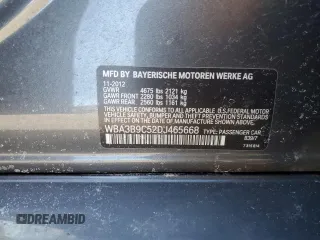 MFD BY BAYERISCHE MOTOREN WERKE AG
11-2012
GVWR 4675 lbs 2121 kg
GAWR FRONT 2280 lbs 1034 kg
GAWR REAR 2560 lbs 1161 kg
THIS VEHICLE CONFORMS TO ALL APPLICABLE U.S. FEDERAL MOTOR
VEHICLE SAFETY, BUMPER AND THEFT PREVENTION STANDARDS IN
EFFECT ON THE DATE OF MANUFACTURE SHOWN ABOVE.
WBA3B9C52DJ465668 TYPE: PASSENGER CAR
DREAMBID